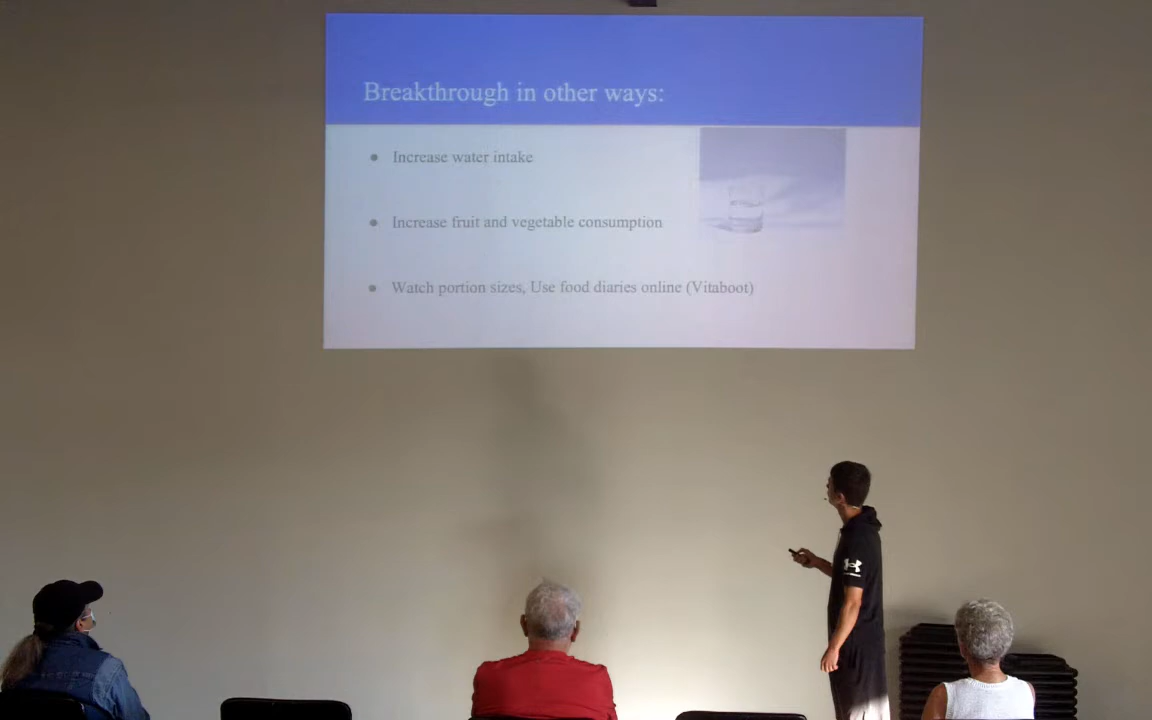 Breakthrough in other ways:
● Increase water intake
● Increase fruit and vegetable consumption
● Watch portion sizes, Use food diaries online (Vitaboot)